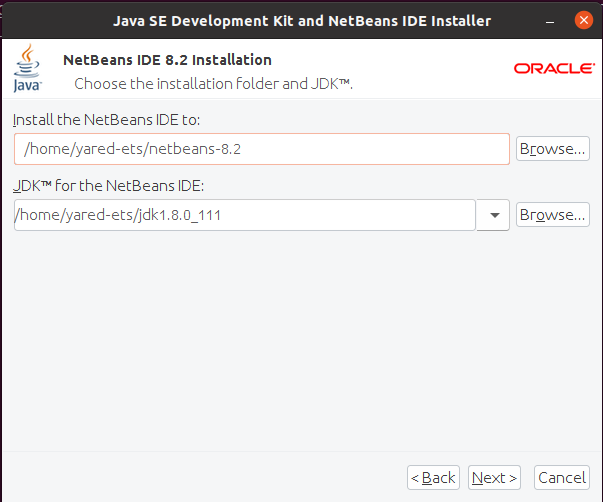 Java SE Development Kit and NetBeans IDE Installer
NetBeans IDE 8.2 Installation
Choose the installation folder and JDK™.
Java™
ORACLE®
Install the NetBeans IDE to:
/home/yared-ets/netbeans-8.2
Browse...
JDK™ for the NetBeans IDE:
/home/yared-ets/jdk1.8.0_111
Browse...
< Back
Next >
Cancel